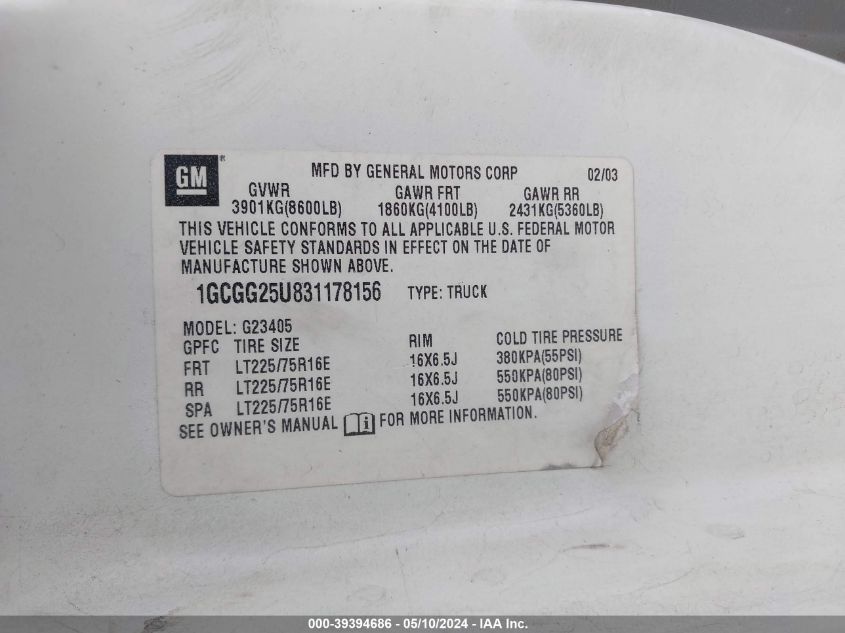 GM®
MFD BY GENERAL MOTORS CORP 02/03
GVWR GAWR FRT GAWR RR
3901KG(8600LB) 1860KG(4100LB) 2431KG(5360LB)
THIS VEHICLE CONFORMS TO ALL APPLICABLE U.S. FEDERAL MOTOR
VEHICLE SAFETY STANDARDS IN EFFECT ON THE DATE OF
MANUFACTURE SHOWN ABOVE.
1GCGG25U831178156 TYPE: TRUCK
MODEL: G23405
GPFC TIRE SIZE RIM COLD TIRE PRESSURE
FRT LT225/75R16E 16X6.5J 380KPA(55PSI)
RR LT225/75R16E 16X6.5J 550KPA(80PSI)
SPA LT225/75R16E 16X6.5J 550KPA(80PSI)
SEE OWNER'S MANUAL i FOR MORE INFORMATION.
000-39394686 - 05/10/2024 - IAA Inc.